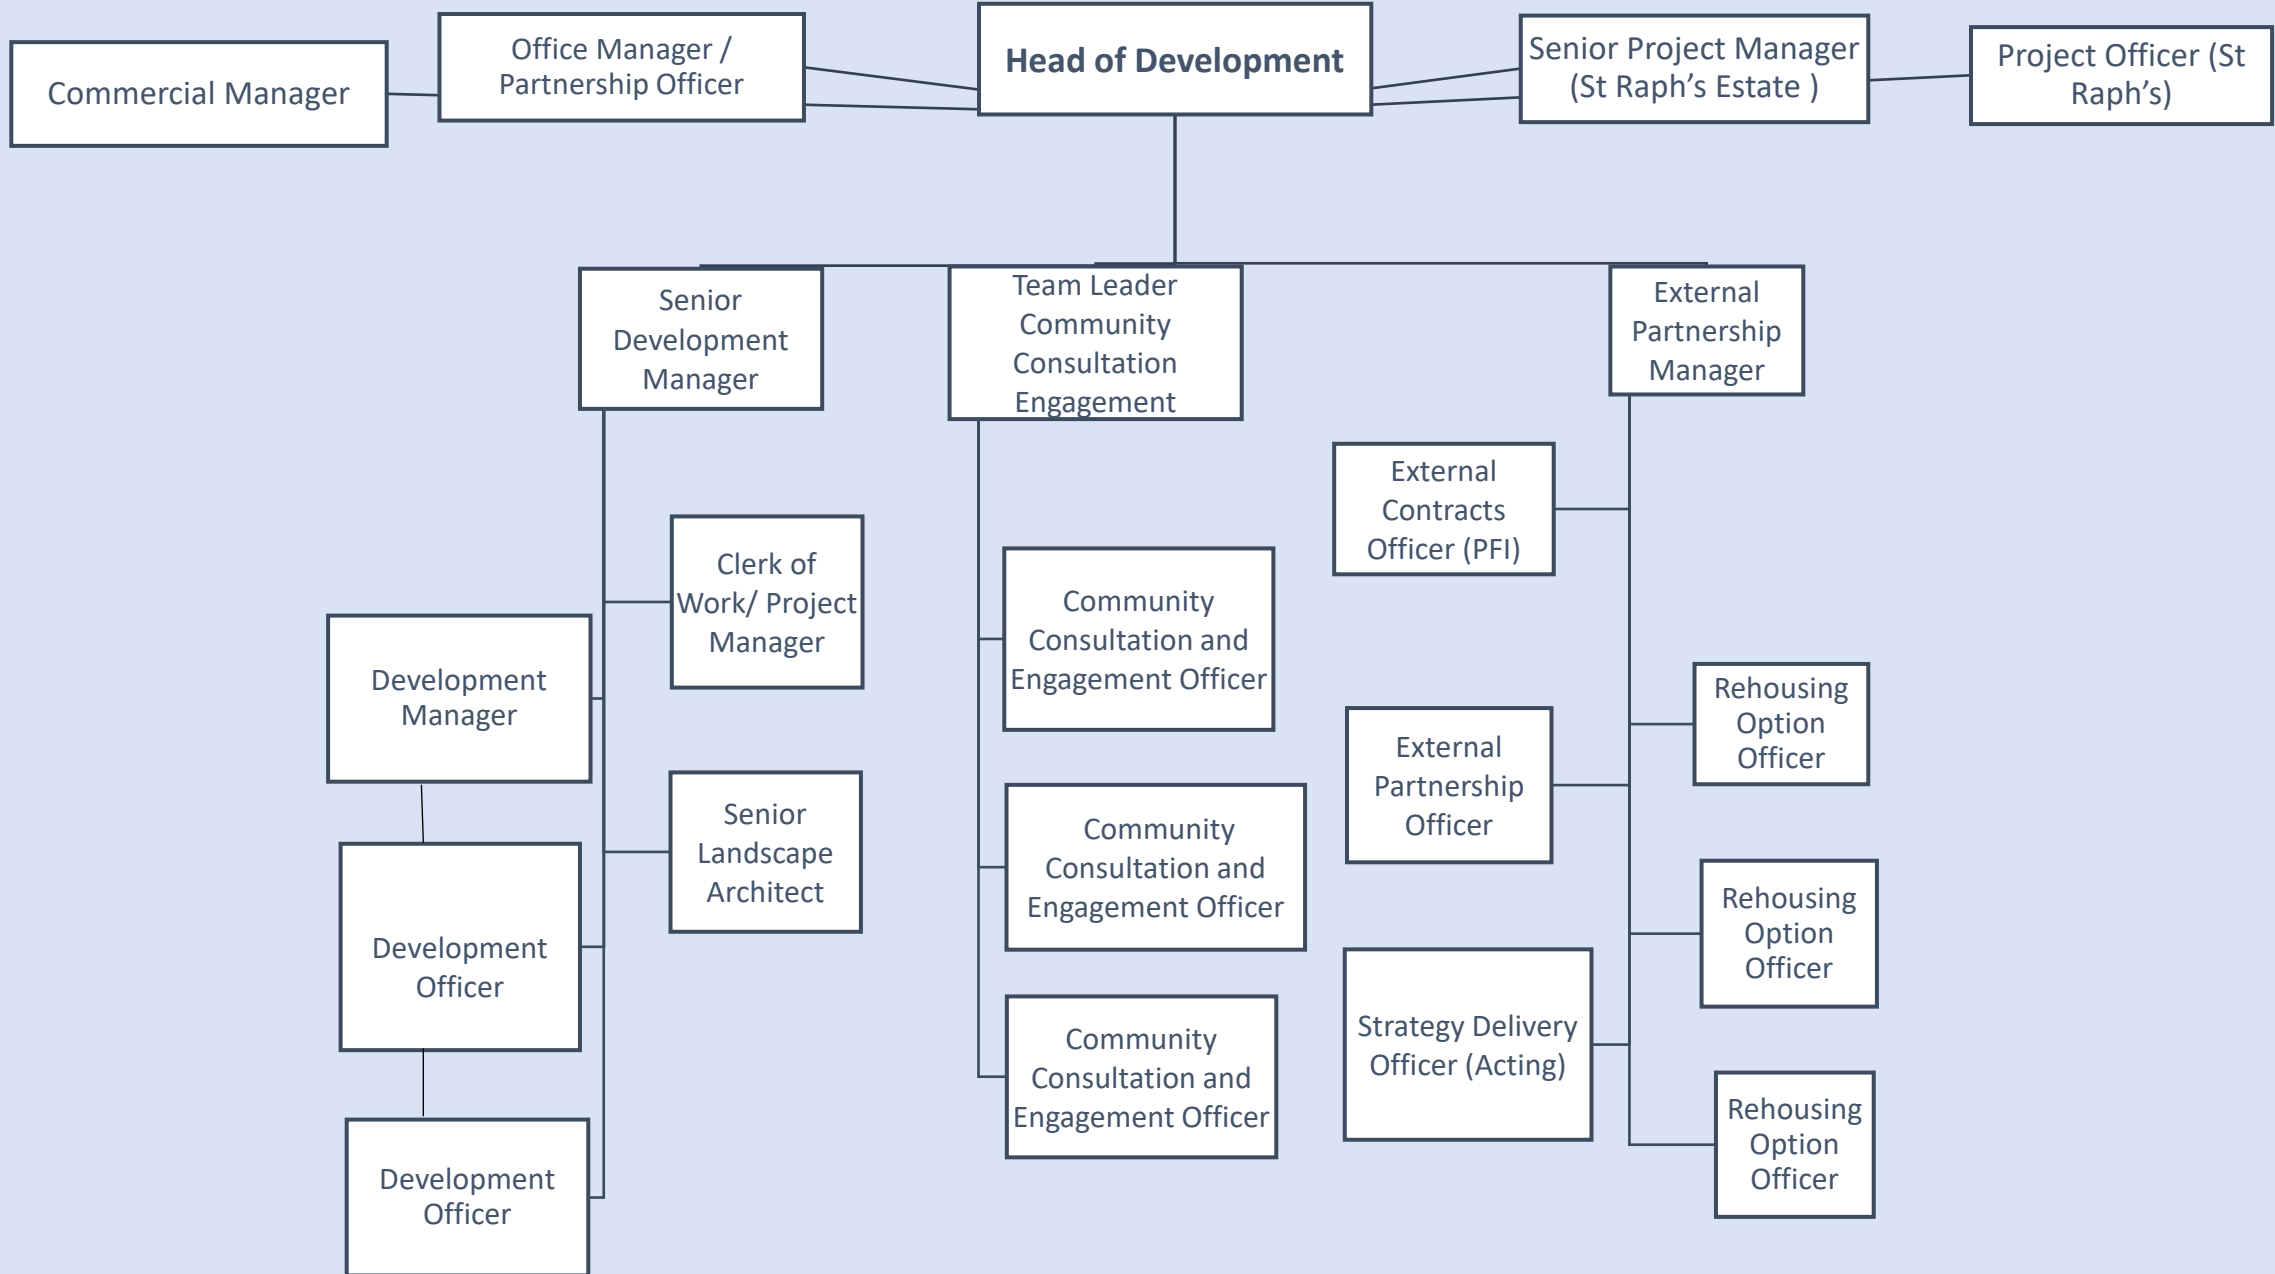 Commercial Manager
Office Manager /
Partnership Officer
Head of Development
Senior Project Manager
(St Raph’s Estate )
Project Officer (St
Raph’s)
Senior
Development
Manager
Team Leader
Community
Consultation
Engagement
External
Partnership
Manager
Clerk of
Work/ Project
Manager
Development
Manager
Senior
Landscape
Architect
Development
Officer
Development
Officer
Community
Consultation and
Engagement Officer
Community
Consultation and
Engagement Officer
Community
Consultation and
Engagement Officer
External
Contracts
Officer (PFI)
External
Partnership
Officer
Strategy Delivery
Officer (Acting)
Rehousing
Option
Officer
Rehousing
Option
Officer
Rehousing
Option
Officer